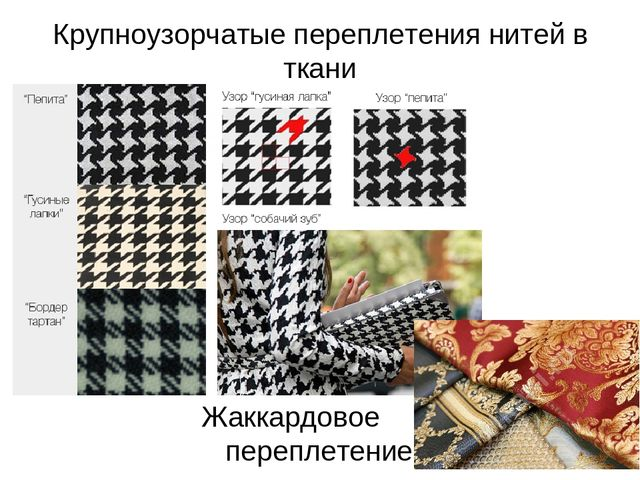 Крупноузорчатые переплетения нитей в
ткани
“Пепита”
“Гусиные
лапки”
“Бордер
тартан”
Узор “гусиная лапка”
Узор “пепита”
Узор “собачий зуб”
Жаккардовое
переплетение